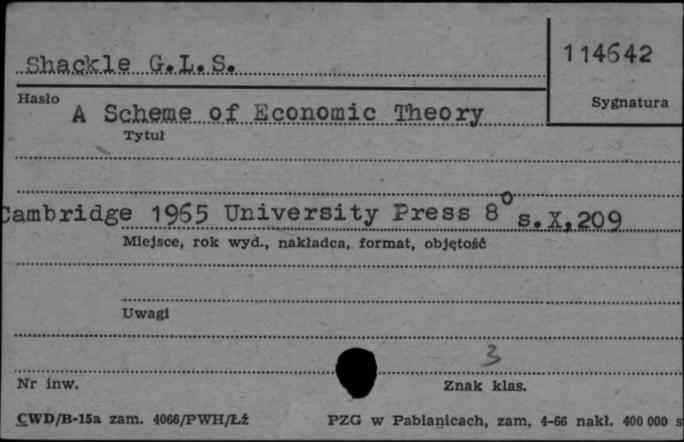 Shackle G.L.S.
114642
Hasło
Sygnatura
A Scheme of Economic Theory
Tytuł
Cambridge 1965 University Press 8° s.X,209
Miejsce, rok wyd., nakładca, format, objętość
Uwagi
3
Nr inw.
Znak klas.
CWD/B-15a zam. 4066/PWH/Łź
PZG w Pabianicach, zam, 4-66 nakł. 400 000 s